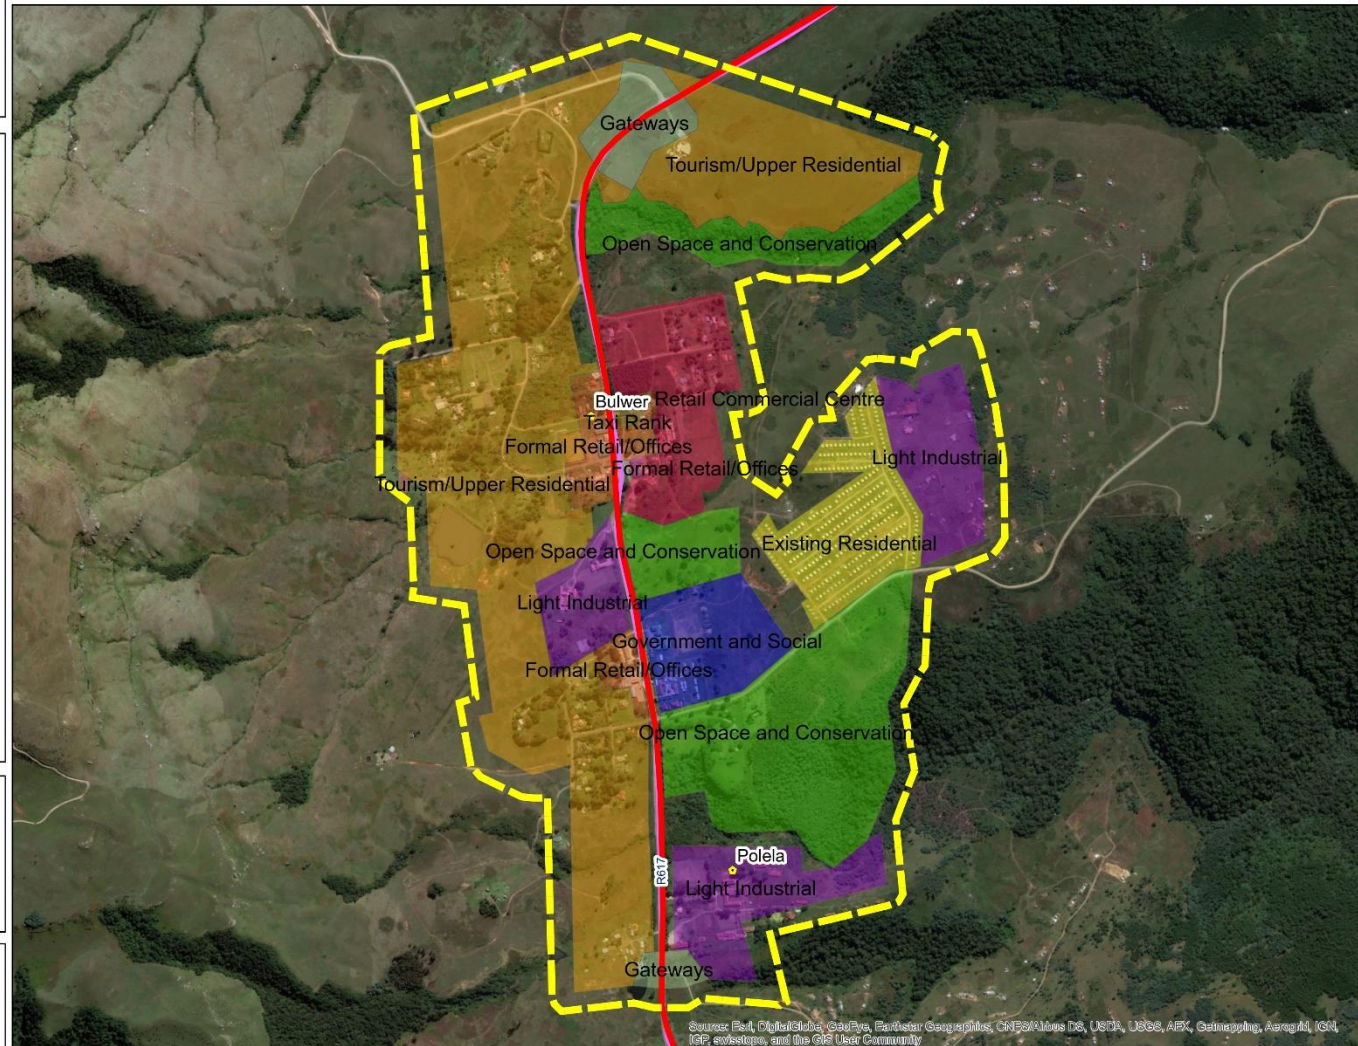 Gateways
Tourism/Upper Residential
Open Space and Conservation
Bulwer
Retail Commercial Centre
Taxi Rank
Formal Retail/Offices
Light Industrial
Formal Retail/Offices
Tourism/Upper Residential
Existing Residential
Open Space and Conservation
Light Industrial
Government and Social
Formal Retail/Offices
Open Space and Conservation
Polela
R617
Light Industrial
Gateways
Source: Esri, DigitalGlobe, GeoEye, Earthstar Geographics, CNES/Airbus DS, USDA, USGS, AEX, Getmapping, Aerogrid, IGN,
IGP, swisstopo, and the GIS User Community